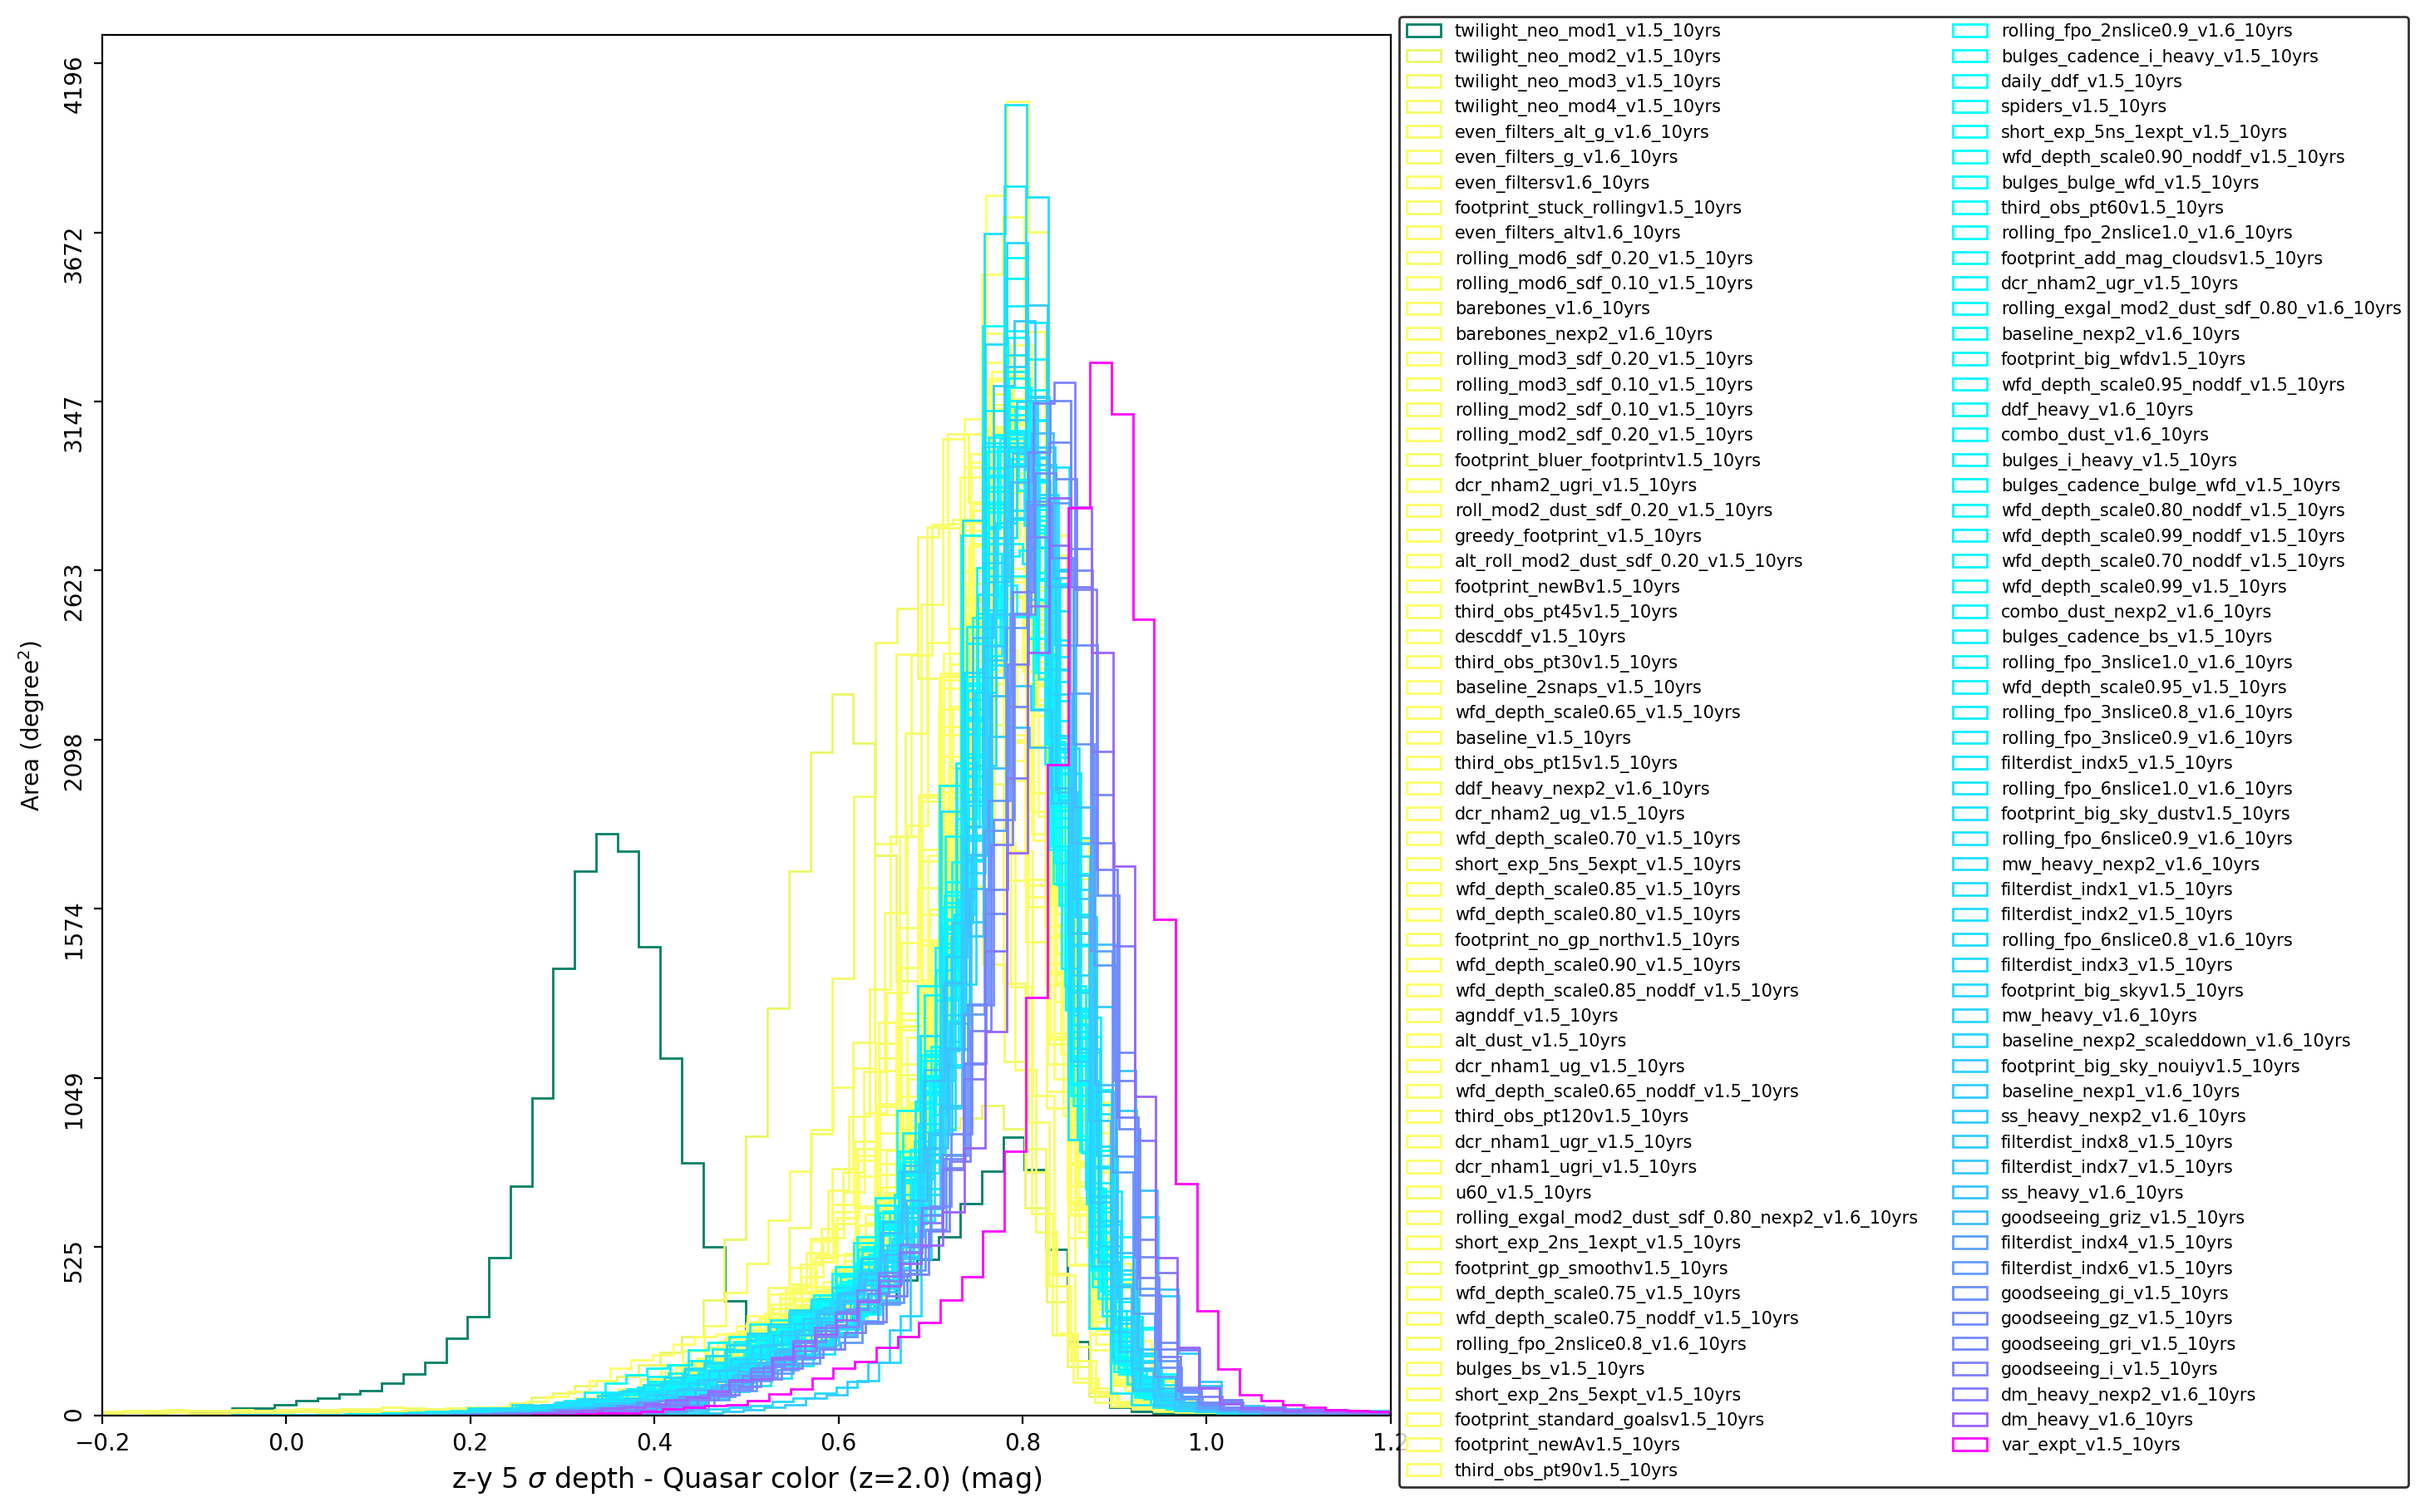 4196
3672
3147
2623
2098
1574
1049
525
0
Area (degree²)
−0.2 0.0 0.2 0.4 0.6 0.8 1.0 1.2
z-y 5 σ depth - Quasar color (z=2.0) (mag)
twilight_neo_mod1_v1.5_10yrs
twilight_neo_mod2_v1.5_10yrs
twilight_neo_mod3_v1.5_10yrs
twilight_neo_mod4_v1.5_10yrs
even_filters_alt_g_v1.6_10yrs
even_filters_g_v1.6_10yrs
even_filtersv1.6_10yrs
footprint_stuck_rollingv1.5_10yrs
even_filters_altv1.6_10yrs
rolling_mod6_sdf_0.20_v1.5_10yrs
rolling_mod6_sdf_0.10_v1.5_10yrs
barebones_v1.6_10yrs
barebones_nexp2_v1.6_10yrs
rolling_mod3_sdf_0.20_v1.5_10yrs
rolling_mod3_sdf_0.10_v1.5_10yrs
rolling_mod2_sdf_0.10_v1.5_10yrs
rolling_mod2_sdf_0.20_v1.5_10yrs
footprint_bluer_footprintv1.5_10yrs
dcr_nham2_ugri_v1.5_10yrs
roll_mod2_dust_sdf_0.20_v1.5_10yrs
greedy_footprint_v1.5_10yrs
alt_roll_mod2_dust_sdf_0.20_v1.5_10yrs
footprint_newBv1.5_10yrs
third_obs_pt45v1.5_10yrs
descddf_v1.5_10yrs
third_obs_pt30v1.5_10yrs
baseline_2snaps_v1.5_10yrs
wfd_depth_scale0.65_v1.5_10yrs
baseline_v1.5_10yrs
third_obs_pt15v1.5_10yrs
ddf_heavy_nexp2_v1.6_10yrs
dcr_nham2_ug_v1.5_10yrs
wfd_depth_scale0.70_v1.5_10yrs
short_exp_5ns_5expt_v1.5_10yrs
wfd_depth_scale0.85_v1.5_10yrs
wfd_depth_scale0.80_v1.5_10yrs
footprint_no_gp_northv1.5_10yrs
wfd_depth_scale0.90_v1.5_10yrs
wfd_depth_scale0.85_noddf_v1.5_10yrs
agnddf_v1.5_10yrs
alt_dust_v1.5_10yrs
dcr_nham1_ug_v1.5_10yrs
wfd_depth_scale0.65_noddf_v1.5_10yrs
third_obs_pt120v1.5_10yrs
dcr_nham1_ugr_v1.5_10yrs
dcr_nham1_ugri_v1.5_10yrs
u60_v1.5_10yrs
rolling_exgal_mod2_dust_sdf_0.80_nexp2_v1.6_10yrs
short_exp_2ns_1expt_v1.5_10yrs
footprint_gp_smoothv1.5_10yrs
wfd_depth_scale0.75_v1.5_10yrs
wfd_depth_scale0.75_noddf_v1.5_10yrs
rolling_fpo_2nslice0.8_v1.6_10yrs
bulges_bs_v1.5_10yrs
short_exp_2ns_5expt_v1.5_10yrs
footprint_standard_goalsv1.5_10yrs
footprint_newAv1.5_10yrs
third_obs_pt90v1.5_10yrs
rolling_fpo_2nslice0.9_v1.6_10yrs
bulges_cadence_i_heavy_v1.5_10yrs
daily_ddf_v1.5_10yrs
spiders_v1.5_10yrs
short_exp_5ns_1expt_v1.5_10yrs
wfd_depth_scale0.90_noddf_v1.5_10yrs
bulges_bulge_wfd_v1.5_10yrs
third_obs_pt60v1.5_10yrs
rolling_fpo_2nslice1.0_v1.6_10yrs
footprint_add_mag_cloudsv1.5_10yrs
dcr_nham2_ugr_v1.5_10yrs
rolling_exgal_mod2_dust_sdf_0.80_v1.6_10yrs
baseline_nexp2_v1.6_10yrs
footprint_big_wfdv1.5_10yrs
wfd_depth_scale0.95_noddf_v1.5_10yrs
ddf_heavy_v1.6_10yrs
combo_dust_v1.6_10yrs
bulges_i_heavy_v1.5_10yrs
bulges_cadence_bulge_wfd_v1.5_10yrs
wfd_depth_scale0.80_noddf_v1.5_10yrs
wfd_depth_scale0.99_noddf_v1.5_10yrs
wfd_depth_scale0.70_noddf_v1.5_10yrs
wfd_depth_scale0.99_v1.5_10yrs
combo_dust_nexp2_v1.6_10yrs
bulges_cadence_bs_v1.5_10yrs
rolling_fpo_3nslice1.0_v1.6_10yrs
wfd_depth_scale0.95_v1.5_10yrs
rolling_fpo_3nslice0.8_v1.6_10yrs
rolling_fpo_3nslice0.9_v1.6_10yrs
filterdist_indx5_v1.5_10yrs
rolling_fpo_6nslice1.0_v1.6_10yrs
footprint_big_sky_dustv1.5_10yrs
rolling_fpo_6nslice0.9_v1.6_10yrs
mw_heavy_nexp2_v1.6_10yrs
filterdist_indx1_v1.5_10yrs
filterdist_indx2_v1.5_10yrs
rolling_fpo_6nslice0.8_v1.6_10yrs
filterdist_indx3_v1.5_10yrs
footprint_big_skyv1.5_10yrs
mw_heavy_v1.6_10yrs
baseline_nexp2_scaleddown_v1.6_10yrs
footprint_big_sky_nouiyv1.5_10yrs
baseline_nexp1_v1.6_10yrs
ss_heavy_nexp2_v1.6_10yrs
filterdist_indx8_v1.5_10yrs
filterdist_indx7_v1.5_10yrs
ss_heavy_v1.6_10yrs
goodseeing_griz_v1.5_10yrs
filterdist_indx4_v1.5_10yrs
filterdist_indx6_v1.5_10yrs
goodseeing_gi_v1.5_10yrs
goodseeing_gz_v1.5_10yrs
goodseeing_gri_v1.5_10yrs
goodseeing_i_v1.5_10yrs
dm_heavy_nexp2_v1.6_10yrs
dm_heavy_v1.6_10yrs
var_expt_v1.5_10yrs